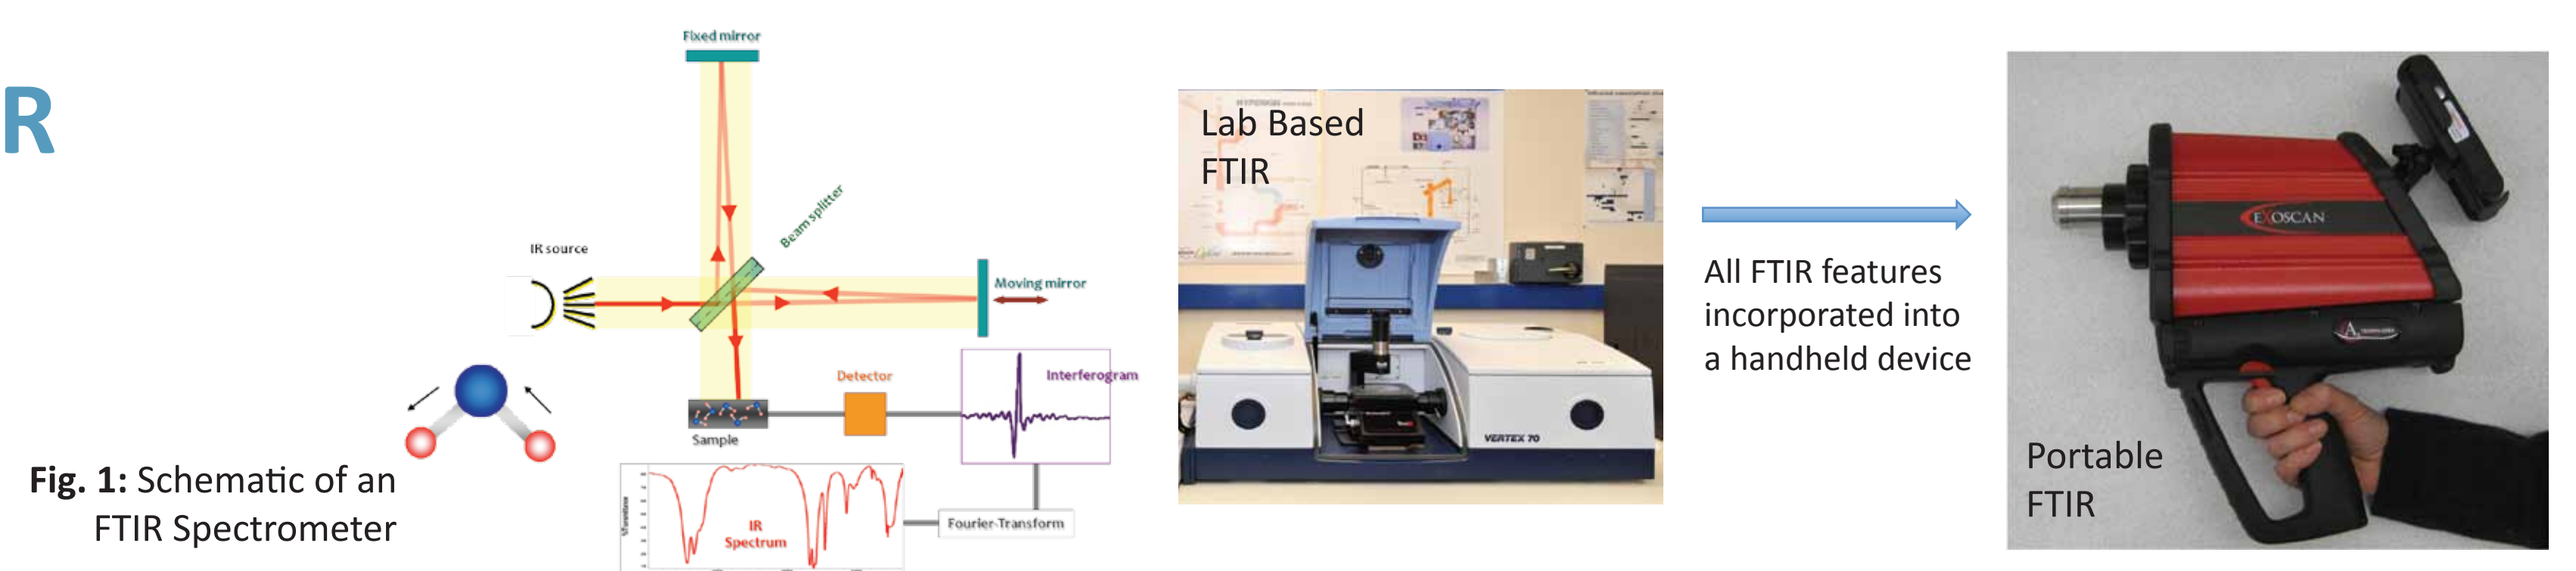 R
Fixed mirror
Beam splitter
IR source
Moving mirror
Detector
Interferogram
Sample
IR
Spectrum
Fourier-Transform
Fig. 1: Schematic of an
FTIR Spectrometer
Lab Based
FTIR
VERTEX 70
All FTIR features
incorporated into
a handheld device
EXOSCAN
Portable
FTIR